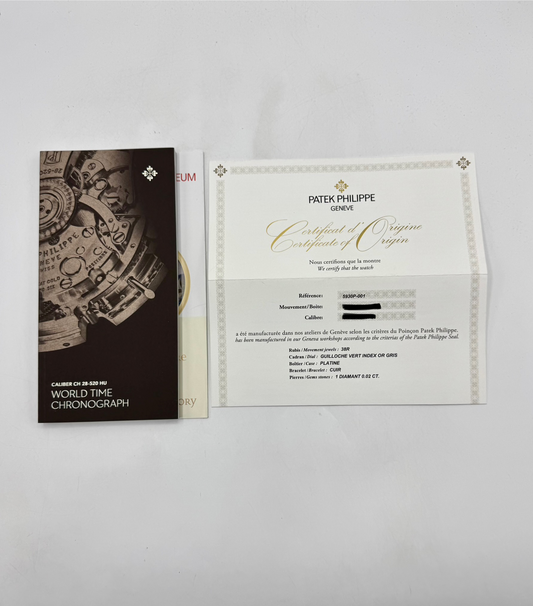 PHILIPPE
GENEVE
CALIBER CH 28-520 HU
WORLD TIME
CHRONOGRAPH
EUM
ORY
PATEK PHILIPPE
GENEVE
Certificat d'Origine
Certificate of Origin
Nous certifions que la montre
We certify that the watch
Référence: 5930P-001
Mouvement/Boîte:
Calibre:
a été manufacturée dans nos ateliers de Genève selon les critères du Poinçon Patek Philippe.
has been manufactured in our Geneva workshops according to the criterias of the Patek Philippe Seal.
Rubis / Movement jewels : 38R
Cadran / Dial : GUILLOCHE VERT INDEX OR GRIS
Boîtier / Case : PLATINE
Bracelet / Bracelet : CUIR
Pierres / Gems stones : 1 DIAMANT 0.02 CT.